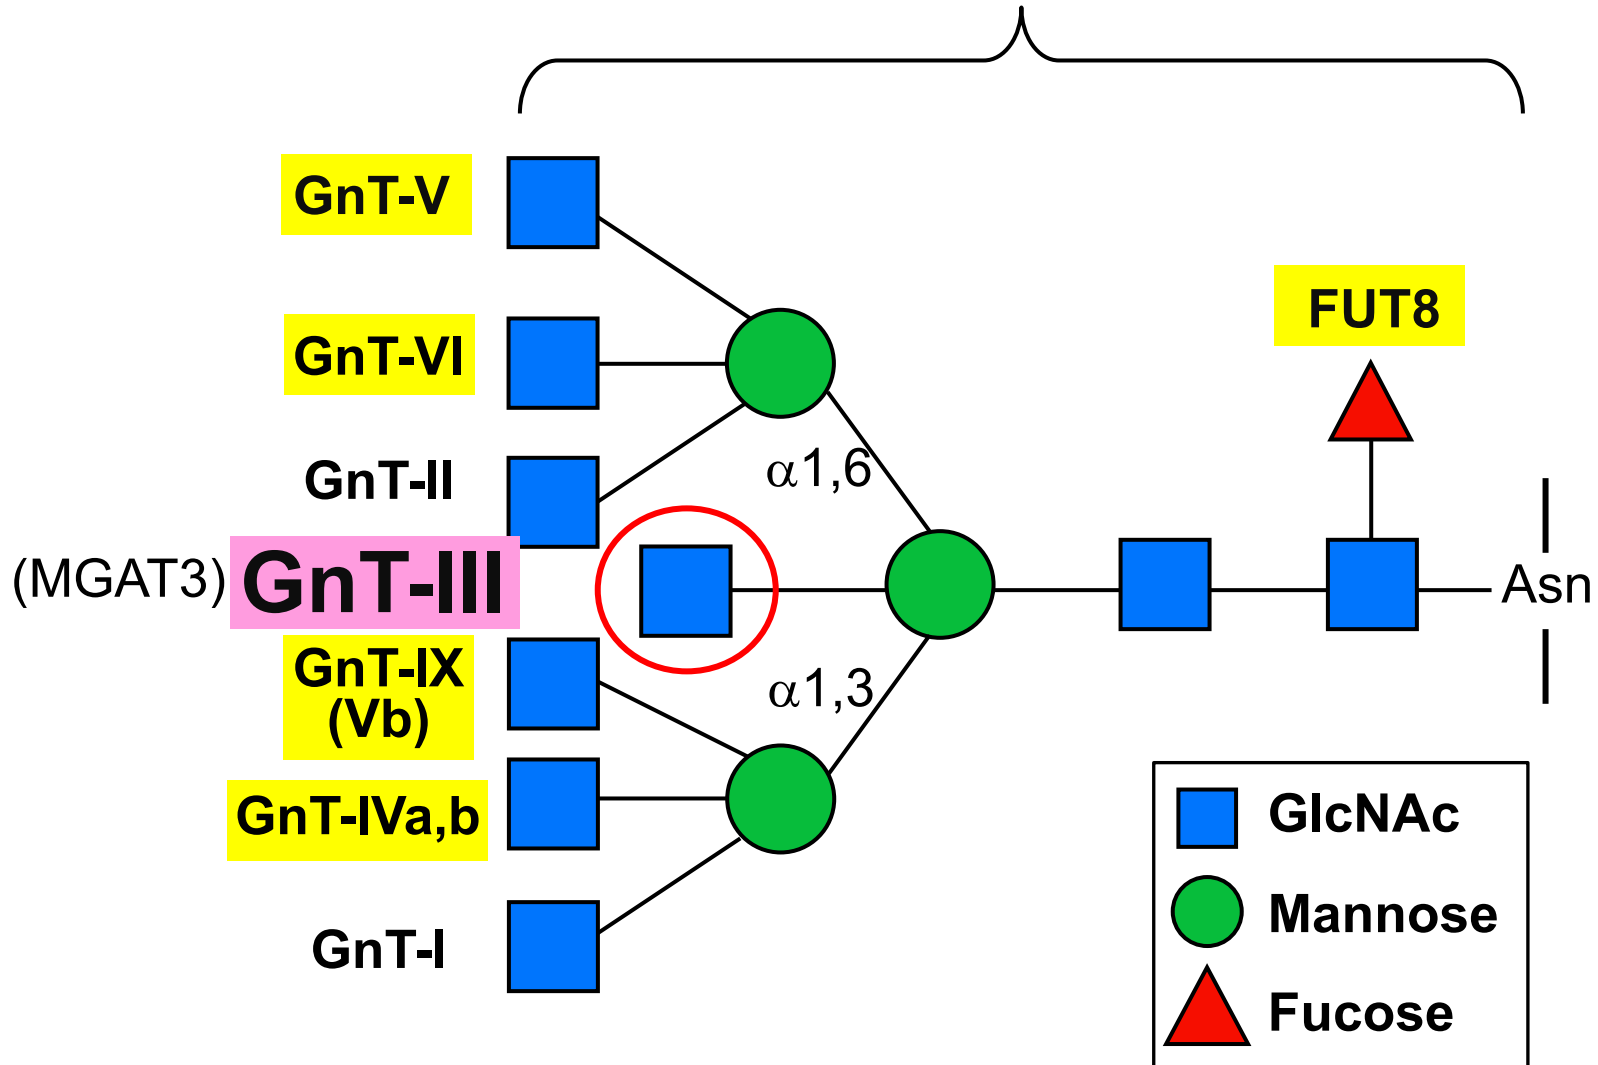 GnT-V
FUT8
GnT-VI
α1,6
GnT-II
(MGAT3) GnT-III
Asn
GnT-IX
(Vb)
α1,3
GnT-IVa,b
GnT-I
GlcNAc
Mannose
Fucose